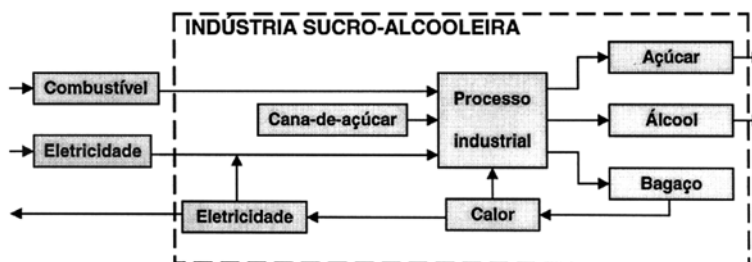 INDÚSTRIA SUCRO-ALCOOLEIRA
Açúcar
Combustível
Processo
industrial
Cana-de-açúcar
Álcool
Eletricidade
Bagaço
Eletricidade
Calor